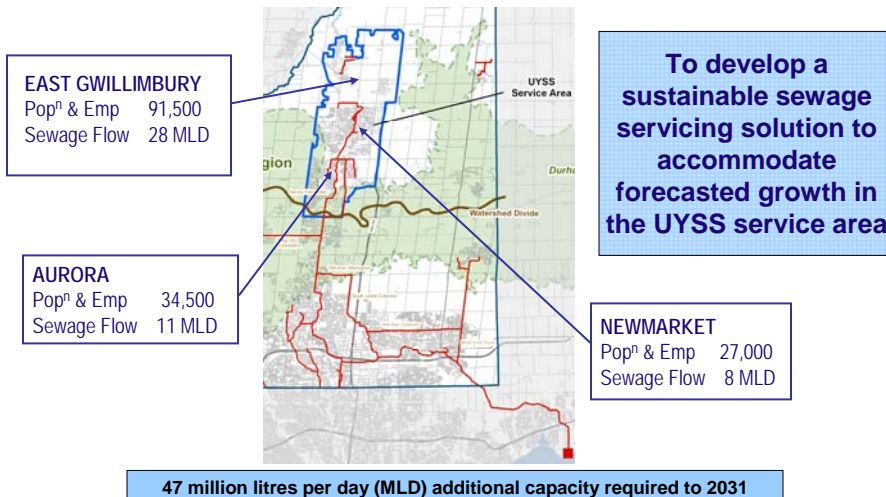 EAST GWILLIMBURY
Popⁿ & Emp 91,500
Sewage Flow 28 MLD
UYSS
Service Area
To develop a
sustainable sewage
servicing solution to
accommodate
forecasted growth in
the UYSS service area
gion
Durha
Watershed Divide
AURORA
Popⁿ & Emp 34,500
Sewage Flow 11 MLD
NEWMARKET
Popⁿ & Emp 27,000
Sewage Flow 8 MLD
47 million litres per day (MLD) additional capacity required to 2031